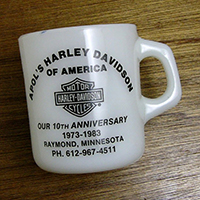 APOL'S HARLEY DAVIDSON
OF AMERICA
MOTOR
HARLEY-DAVIDSON
CYCLES
OUR 10TH ANNIVERSARY
1973-1983
RAYMOND, MINNESOTA
PH. 612-967-4511